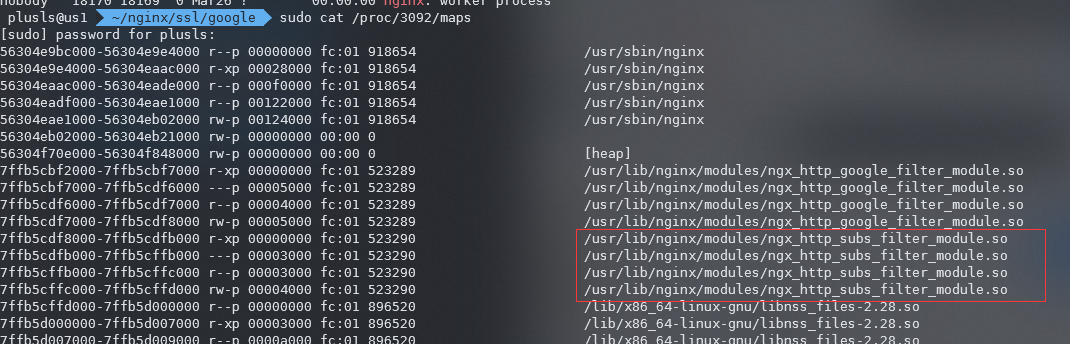 nobody   18170 18169  0 Mar26 ?        00:00:00 nginx: worker process
plusls@us1 ~/nginx/ssl/google sudo cat /proc/3092/maps
[sudo] password for plusls:
56304e9bc000-56304e9e4000 r--p 00000000 fc:01 918654 /usr/sbin/nginx
56304e9e4000-56304eaac000 r-xp 00028000 fc:01 918654 /usr/sbin/nginx
56304eaac000-56304eade000 r--p 000f0000 fc:01 918654 /usr/sbin/nginx
56304eadf000-56304eae1000 r--p 00122000 fc:01 918654 /usr/sbin/nginx
56304eae1000-56304eb02000 rw-p 00124000 fc:01 918654 /usr/sbin/nginx
56304eb02000-56304eb21000 rw-p 00000000 00:00 0
56304f70e000-56304f848000 rw-p 00000000 00:00 0 [heap]
7ffb5cbf2000-7ffb5cbf7000 r-xp 00000000 fc:01 523289 /usr/lib/nginx/modules/ngx_http_google_filter_module.so
7ffb5cbf7000-7ffb5cdf6000 ---p 00005000 fc:01 523289 /usr/lib/nginx/modules/ngx_http_google_filter_module.so
7ffb5cdf6000-7ffb5cdf7000 r--p 00004000 fc:01 523289 /usr/lib/nginx/modules/ngx_http_google_filter_module.so
7ffb5cdf7000-7ffb5cdf8000 rw-p 00005000 fc:01 523289 /usr/lib/nginx/modules/ngx_http_google_filter_module.so
7ffb5cdf8000-7ffb5cdfb000 r-xp 00000000 fc:01 523290 /usr/lib/nginx/modules/ngx_http_subs_filter_module.so
7ffb5cdfb000-7ffb5cffb000 ---p 00003000 fc:01 523290 /usr/lib/nginx/modules/ngx_http_subs_filter_module.so
7ffb5cffb000-7ffb5cffc000 r--p 00003000 fc:01 523290 /usr/lib/nginx/modules/ngx_http_subs_filter_module.so
7ffb5cffc000-7ffb5cffd000 rw-p 00004000 fc:01 523290 /usr/lib/nginx/modules/ngx_http_subs_filter_module.so
7ffb5cffd000-7ffb5d000000 r--p 00000000 fc:01 896520 /lib/x86_64-linux-gnu/libnss_files-2.28.so
7ffb5d000000-7ffb5d007000 r-xp 00003000 fc:01 896520 /lib/x86_64-linux-gnu/libnss_files-2.28.so
7ffb5d007000-7ffb5d009000 r--p 0000a000 fc:01 896520 /lib/x86_64-linux-gnu/libnss_files-2.28.so